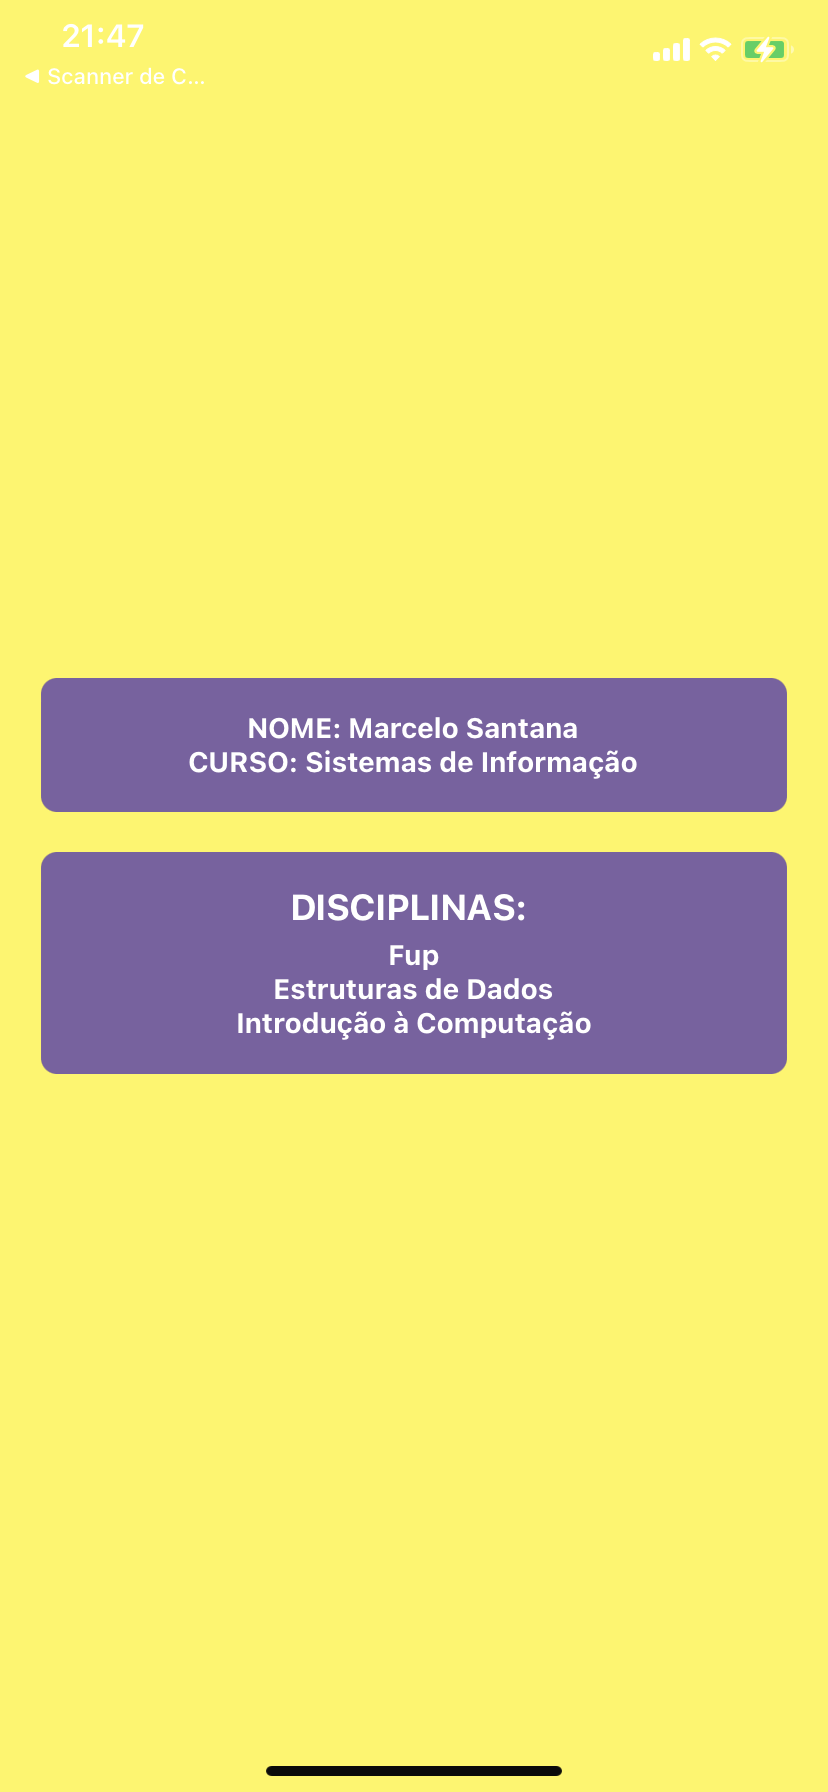 21:47
◀ Scanner de C...
NOME: Marcelo Santana
CURSO: Sistemas de Informação
DISCIPLINAS:
Fup
Estruturas de Dados
Introdução à Computação